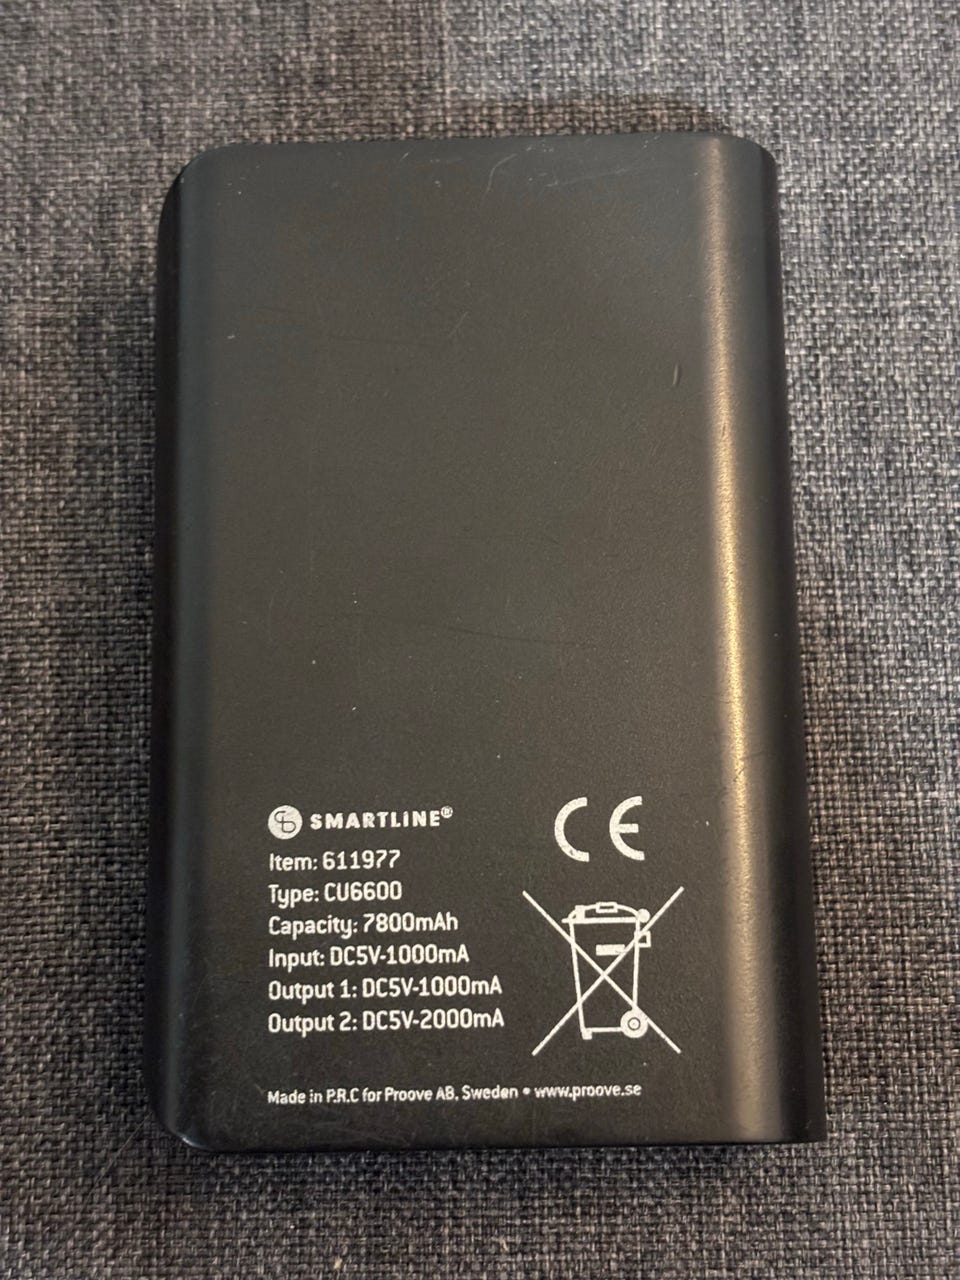 SMARTLINE®
Item: 611977
Type: CU6600
Capacity: 7800mAh
Input: DC5V-1000mA
Output 1: DC5V-1000mA
Output 2: DC5V-2000mA
CE
Made in P.R.C for Proove AB, Sweden • www.proove.se